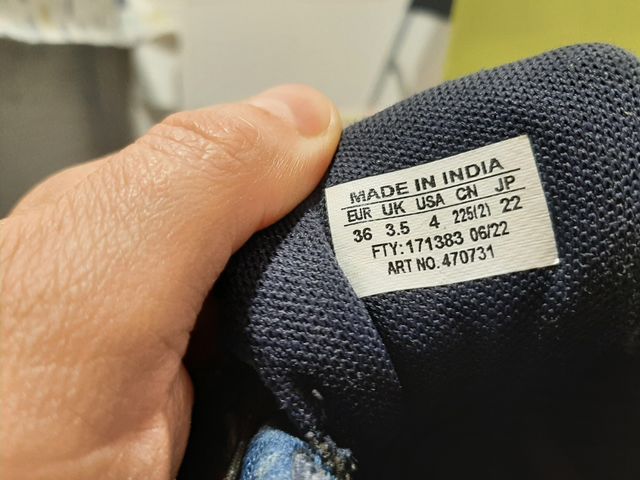 MADE IN INDIA
EUR UK USA CN JP
36 3.5 4 225(2) 22
FTY:171383 06/22
ART NO. 470731